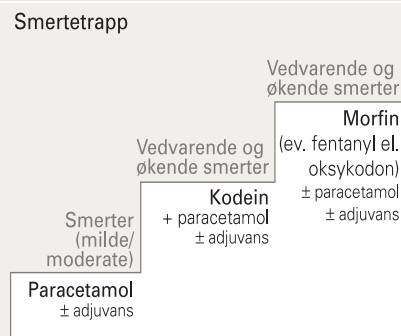 Smertetrapp
Vedvarende og
økende smerter
Morfin
(ev. fentanyl el.
oksykodon)
± paracetamol
± adjuvans
Vedvarende og
økende smerter
Kodein
+ paracetamol
± adjuvans
Smerter
(milde/
moderate)
Paracetamol
± adjuvans